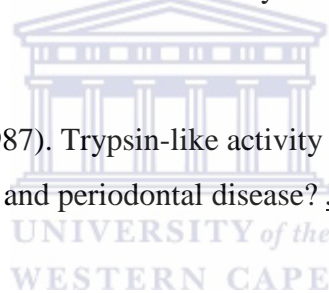 87). Trypsin-like activity
and periodontal disease?
UNIVERSITY of the
WESTERN CAPE